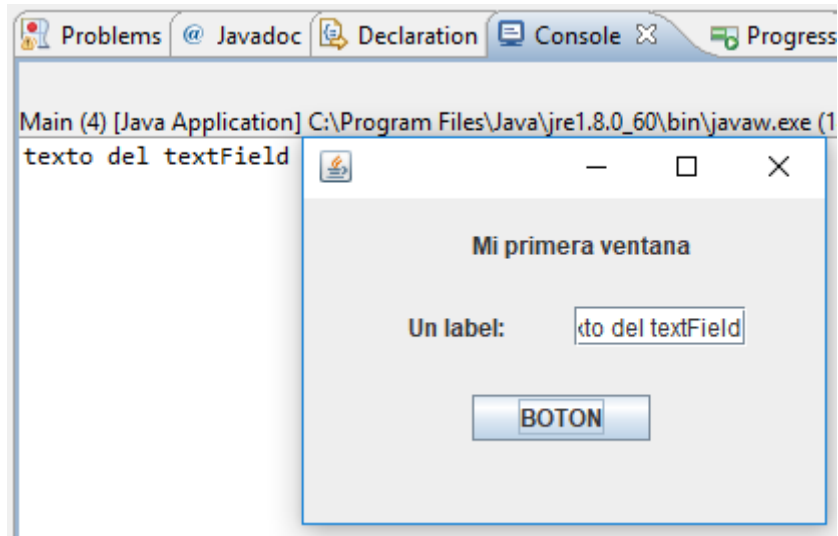 Problems @ Javadoc Declaration Console Progress
Main (4) [Java Application] C:\Program Files\Java\jre1.8.0_60\bin\javaw.exe (1
texto del textField
Mi primera ventana
Un label: xto del textField
BOTON